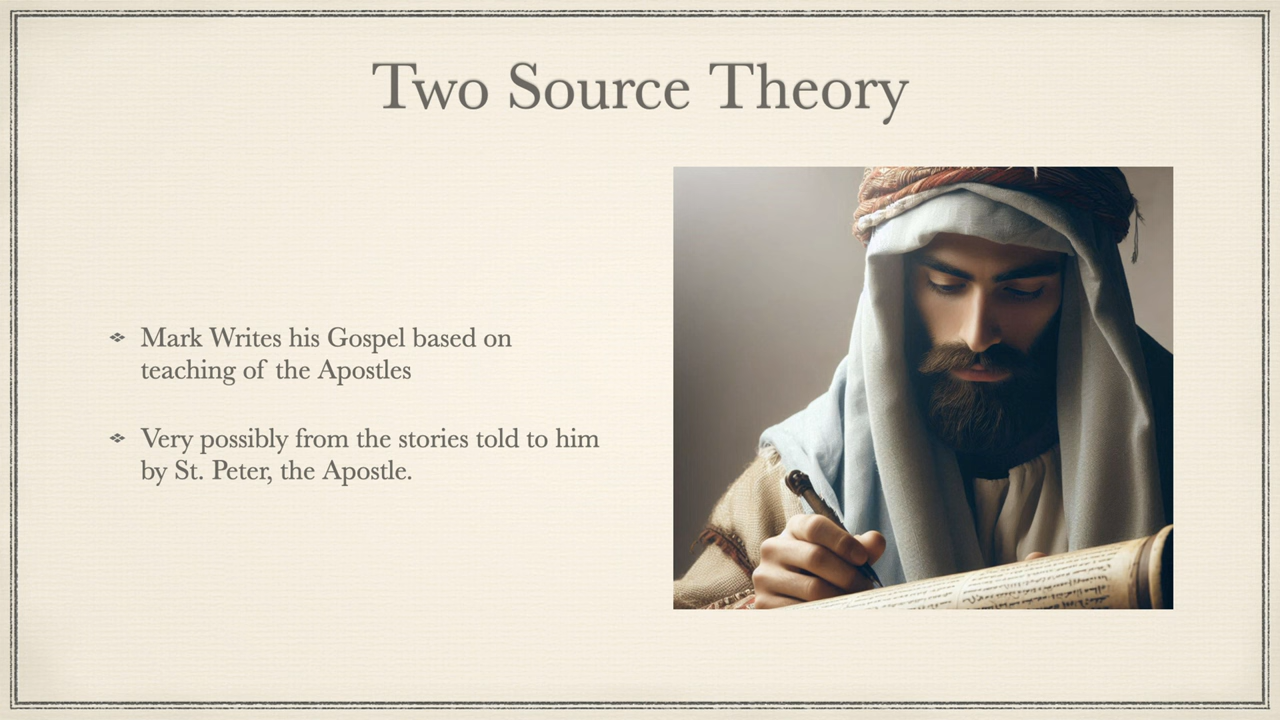 Two Source Theory
Mark Writes his Gospel based on
teaching of the Apostles
Very possibly from the stories told to him
by St. Peter, the Apostle.